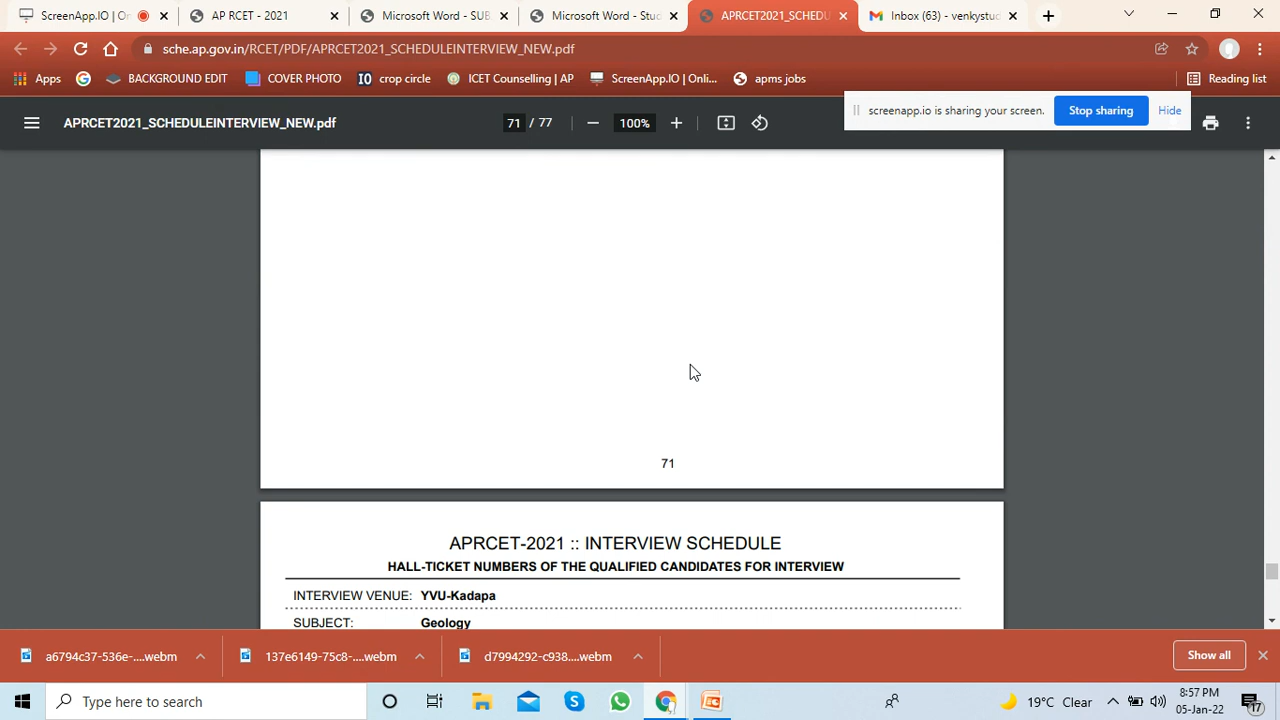 ScreenApp.IO | O
AP RCET - 2021
Microsoft Word - SUB
Microsoft Word - Stud
APRCET2021_SCHEDU
Inbox (63) - venkystud
sche.ap.gov.in/RCET/PDF/APRCET2021_SCHEDULEINTERVIEW_NEW.pdf
Apps
BACKGROUND EDIT
COVER PHOTO
IO crop circle
ICET Counselling | AP
ScreenApp.IO | Onli...
apms jobs
Reading list
APRCET2021_SCHEDULEINTERVIEW_NEW.pdf
71 / 77
100%
screenapp.io is sharing your screen.
Stop sharing
Hide
71
APRCET-2021 :: INTERVIEW SCHEDULE
HALL-TICKET NUMBERS OF THE QUALIFIED CANDIDATES FOR INTERVIEW
INTERVIEW VENUE: YVU-Kadapa
SUBJECT: Geology
a6794c37-536e-....webm
137e6149-75c8-....webm
d7994292-c938....webm
Show all
Type here to search
19°C Clear
8:57 PM
05-Jan-22
17